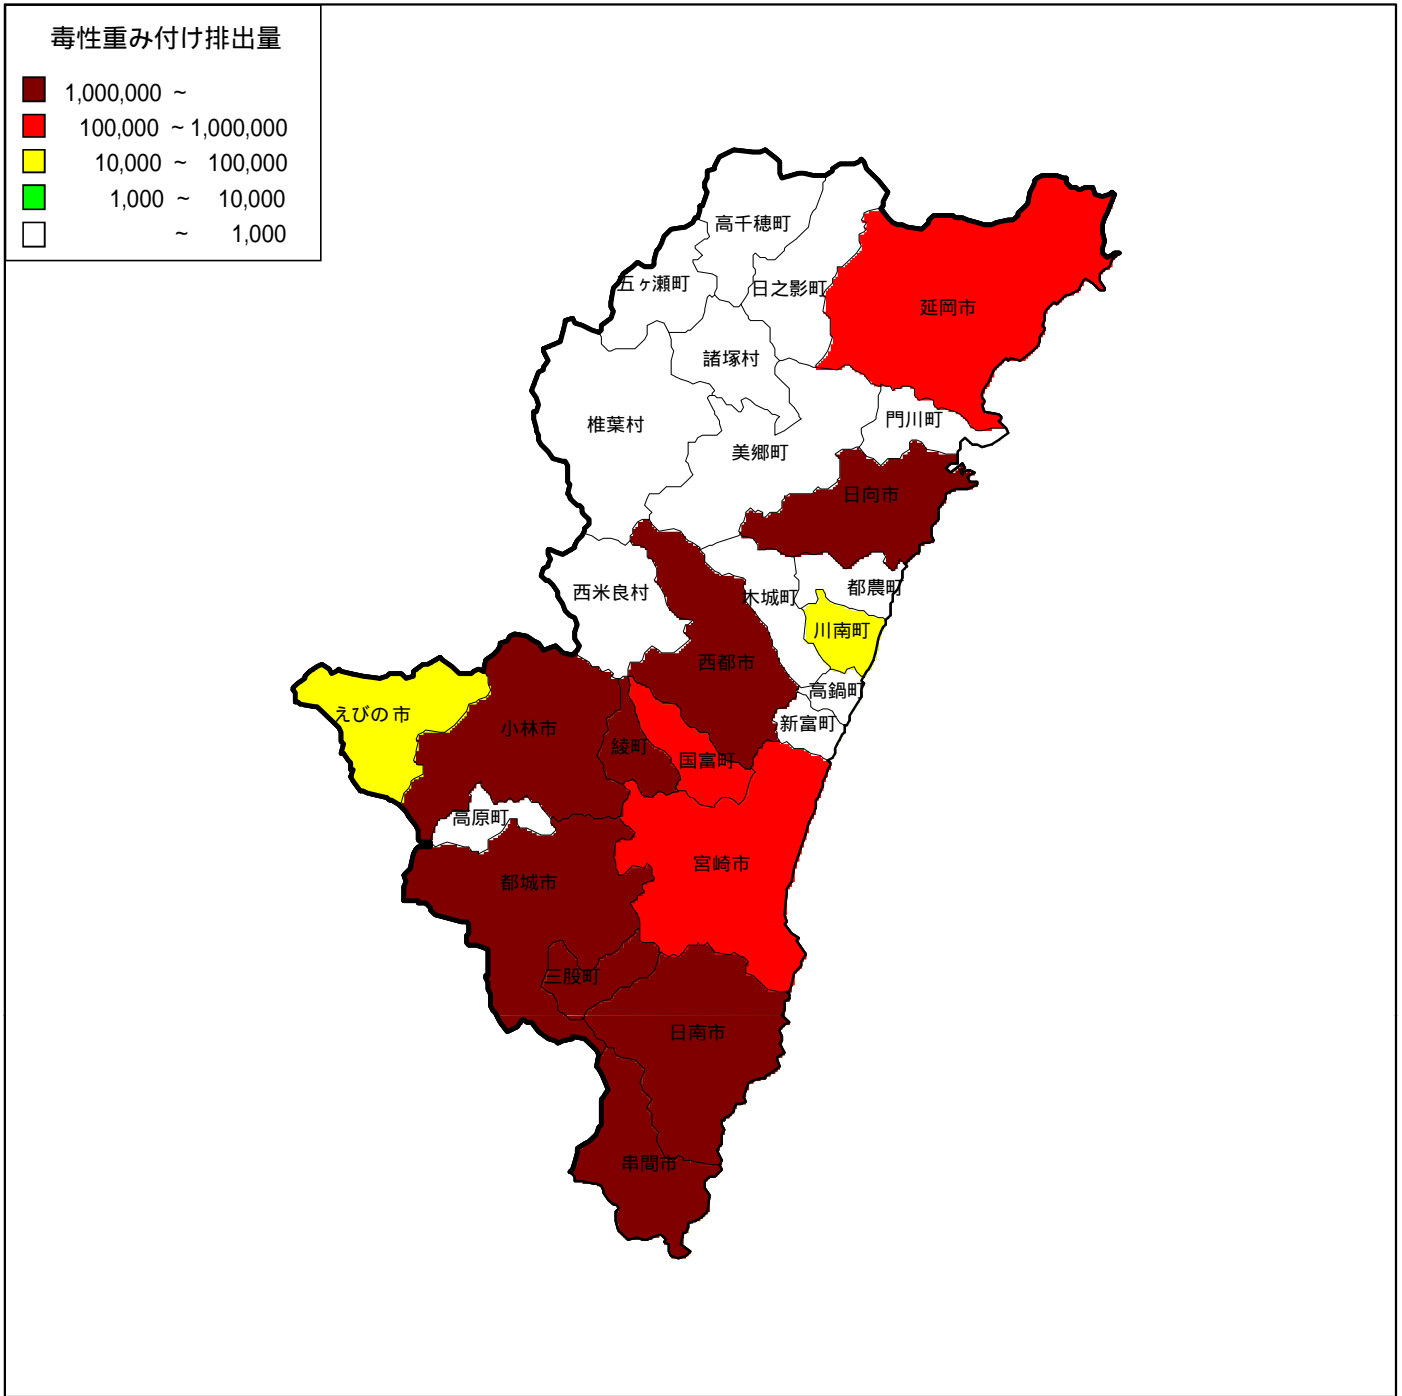 毒性重み付け排出量
1,000,000 ~
100,000 ~ 1,000,000
10,000 ~ 100,000
1,000 ~ 10,000
~ 1,000
高千穂町
五ヶ瀬町
日之影町
延岡市
諸塚村
椎葉村
門川町
美郷町
日向市
西米良村
木城町
都農町
川南町
西都市
高鍋町
えびの市
新富町
小林市
綾町
国富町
高原町
宮崎市
都城市
三股町
日南市
串間市